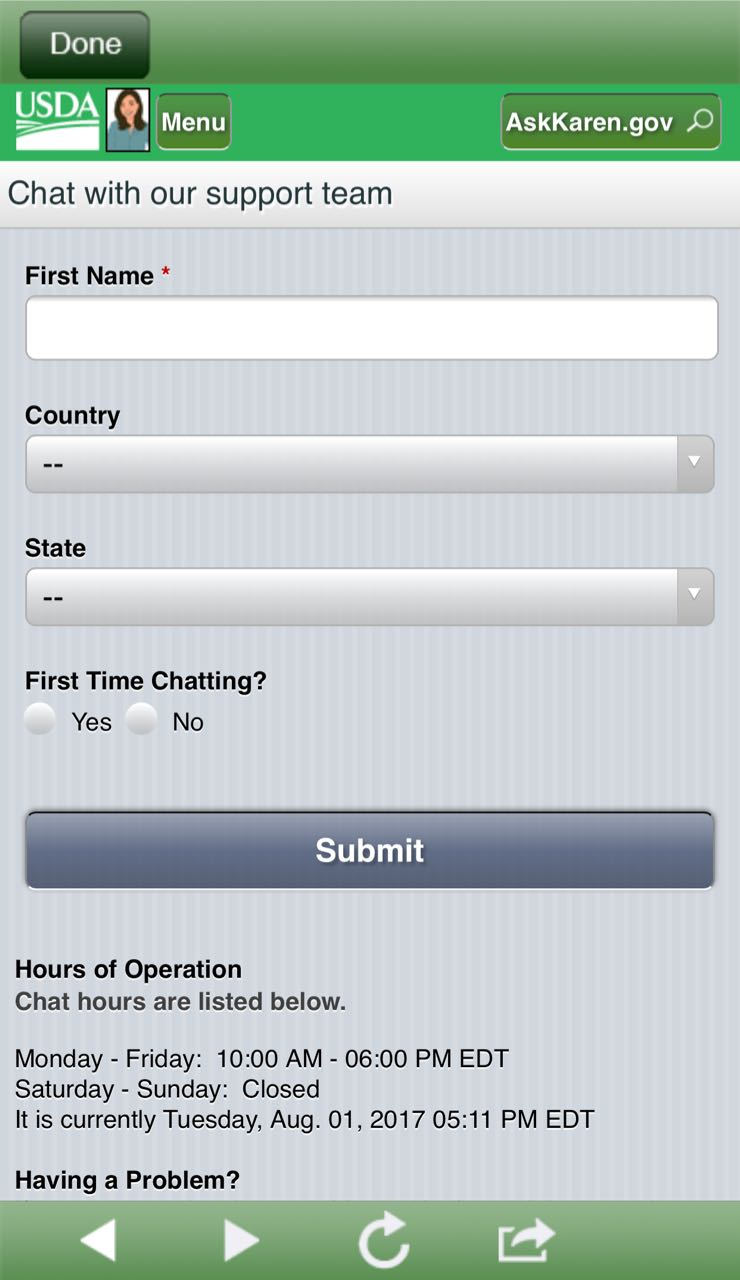 Done
USDA Menu AskKaren.gov
Chat with our support team
First Name *
Country
--
State
--
First Time Chatting?
Yes No
Submit
Hours of Operation
Chat hours are listed below.
Monday - Friday:  10:00 AM - 06:00 PM EDT
Saturday - Sunday:  Closed
It is currently Tuesday, Aug. 01, 2017 05:11 PM EDT
Having a Problem?